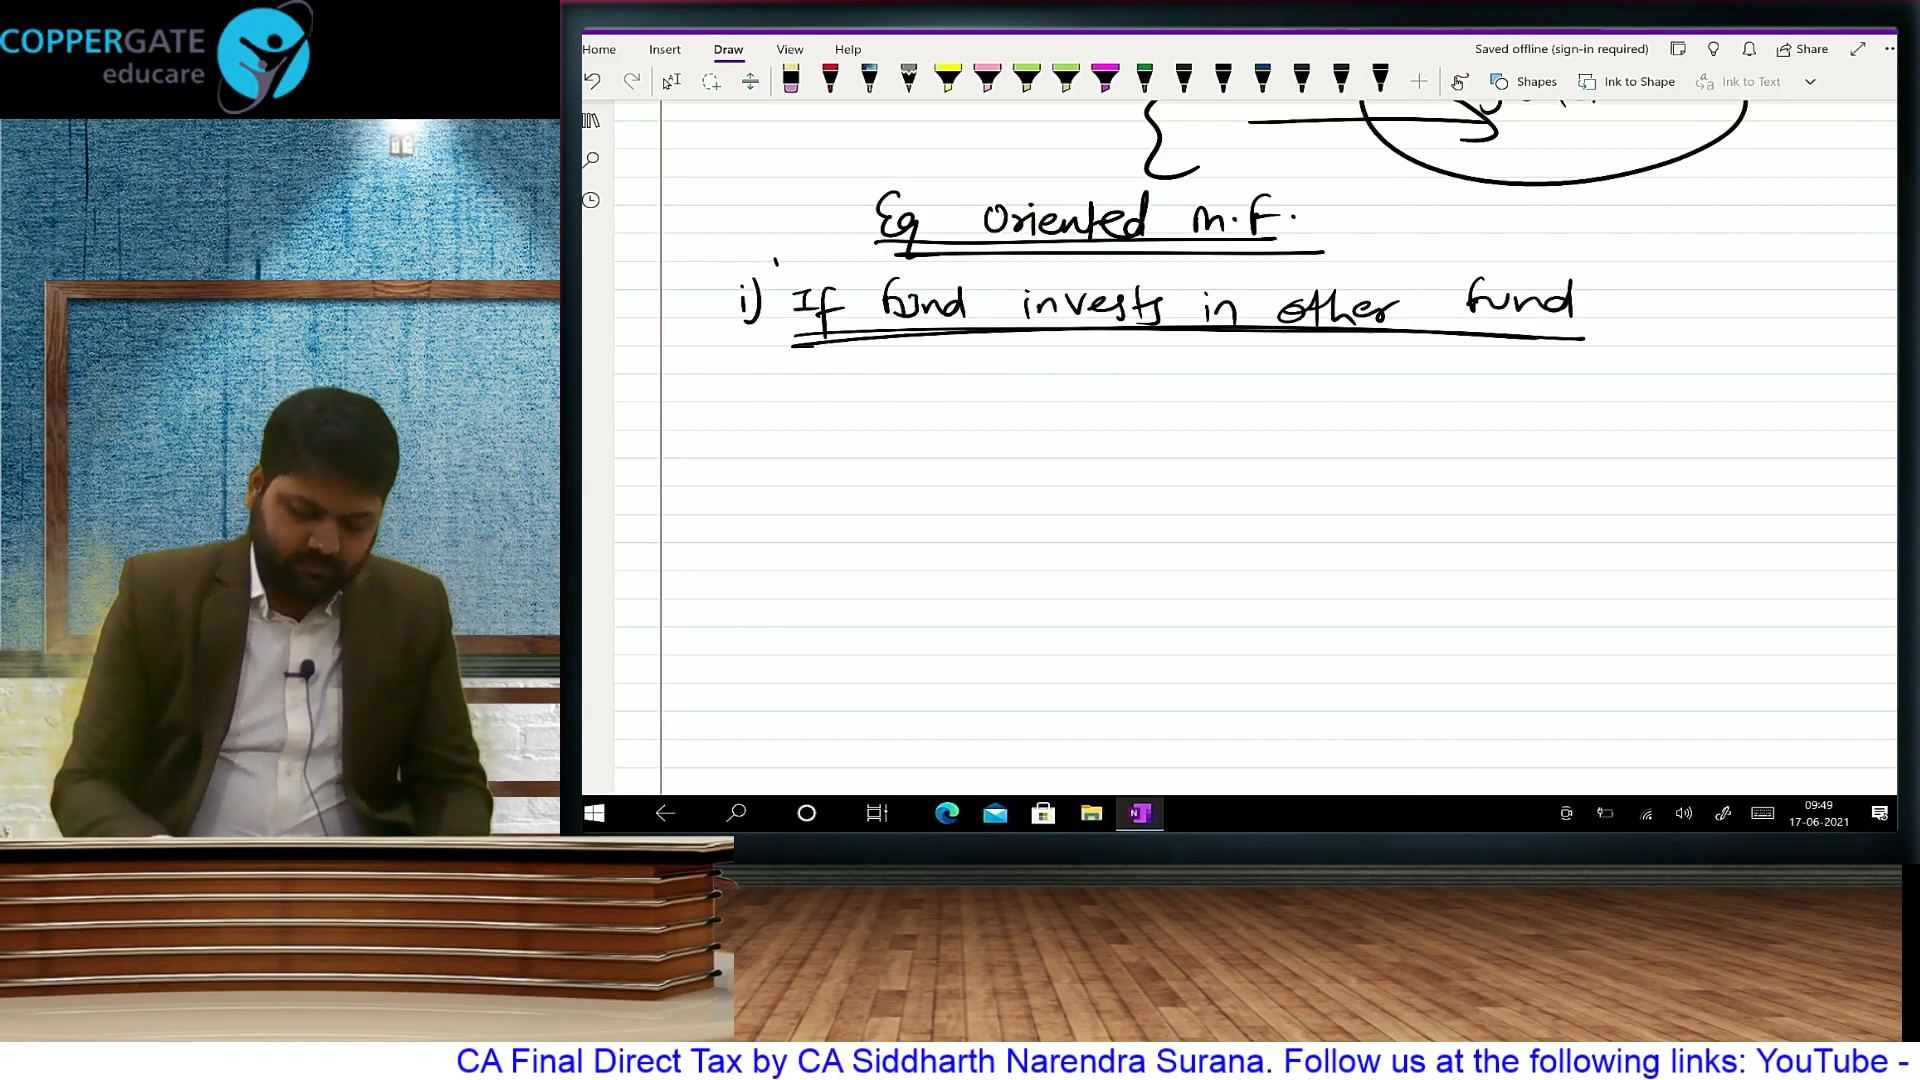 COPPERGATE
educare
Home Insert Draw View Help
Saved offline (sign-in required) Share
Shapes Ink to Shape Ink to Text
Eq Oriented M.F.
i) If fund invests in other fund
09:49
17-06-2021
CA Final Direct Tax by CA Siddharth Narendra Surana. Follow us at the following links: YouTube -